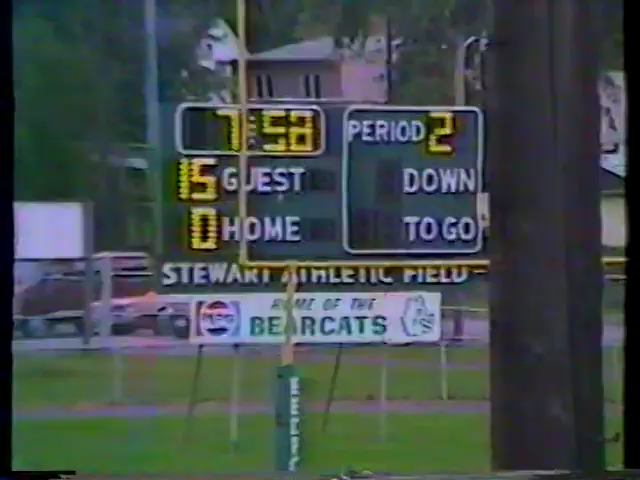 7:58 PERIOD 2
15 GUEST DOWN
0 HOME TO GO
STEWART ATHLETIC FIELD
HOME OF THE
PEPSI BEARCATS